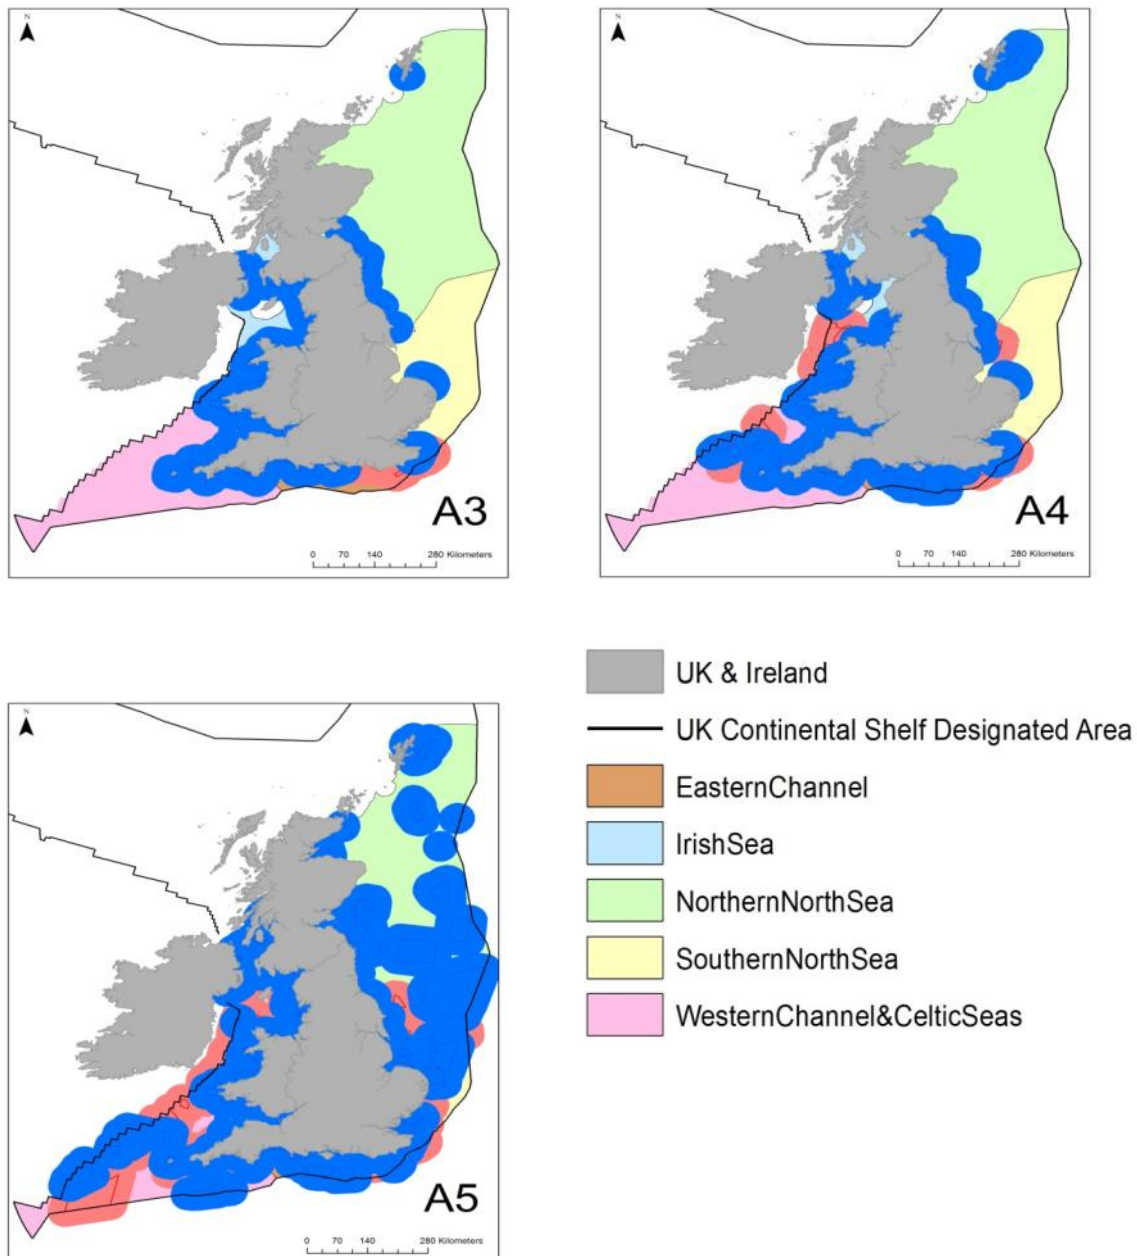 N
A3
0 70 140 280 Kilometers
N
A4
0 70 140 280 Kilometers
N
A5
0 70 140 280 Kilometers
UK & Ireland
UK Continental Shelf Designated Area
EasternChannel
IrishSea
NorthernNorthSea
SouthernNorthSea
WesternChannel&CelticSeas